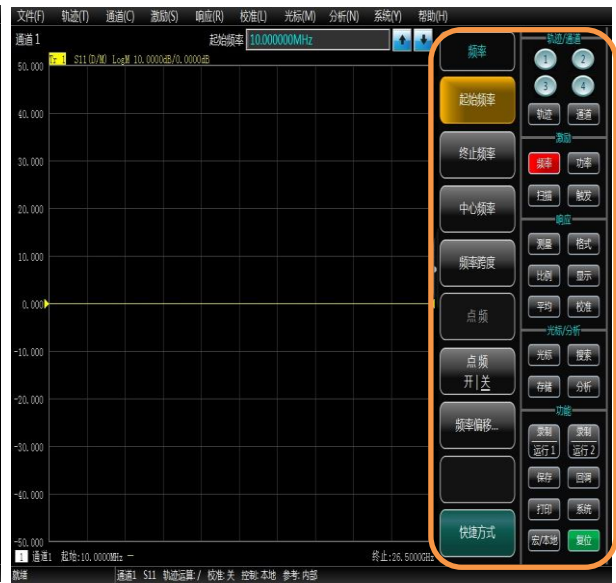 文件(F) 轨迹(T) 通道(C) 激励(S) 响应(R) 校准(L) 光标(M) 分析(N) 系统(Y) 帮助(H)
通道 1 起始频率 10.000000MHz
Tr 1 S11(D/M) LogM 10.0000dB/0.0000dB
50.000
40.000
30.000
20.000
10.000
0.000
-10.000
-20.000
-30.000
-40.000
-50.000
1 通道1 起始:10.0000MHz — 终止:26.5000GHz
就绪 通道1 S11 轨迹运算:/ 校准:关 控制:本地 参考:内部
频率
起始频率
终止频率
中心频率
频率跨度
点频
点频
开|关
频率偏移...
快捷方式
轨迹/通道
1 2
3 4
轨迹 通道
激励
频率 功率
扫描 触发
响应
测量 格式
比例 显示
平均 校准
光标/分析
光标 搜索
存储 分析
功能
录制 录制
运行1 运行2
保存 回调
打印 系统
宏/本地 复位